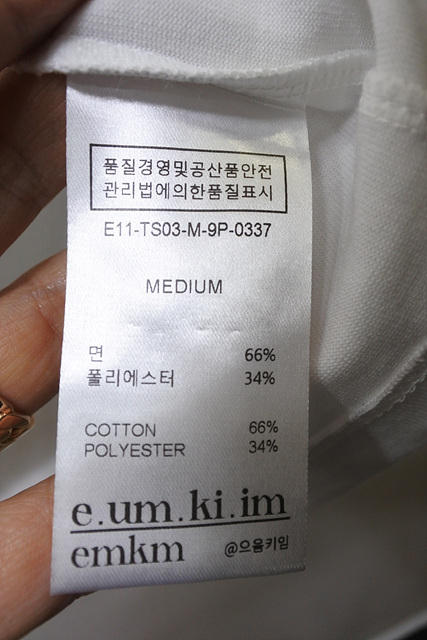 품질경영및공산품안전
관리법에의한품질표시
E11-TS03-M-9P-0337
MEDIUM
면 66%
폴리에스터 34%
COTTON 66%
POLYESTER 34%
e.um.ki.im
emkm @으음키임